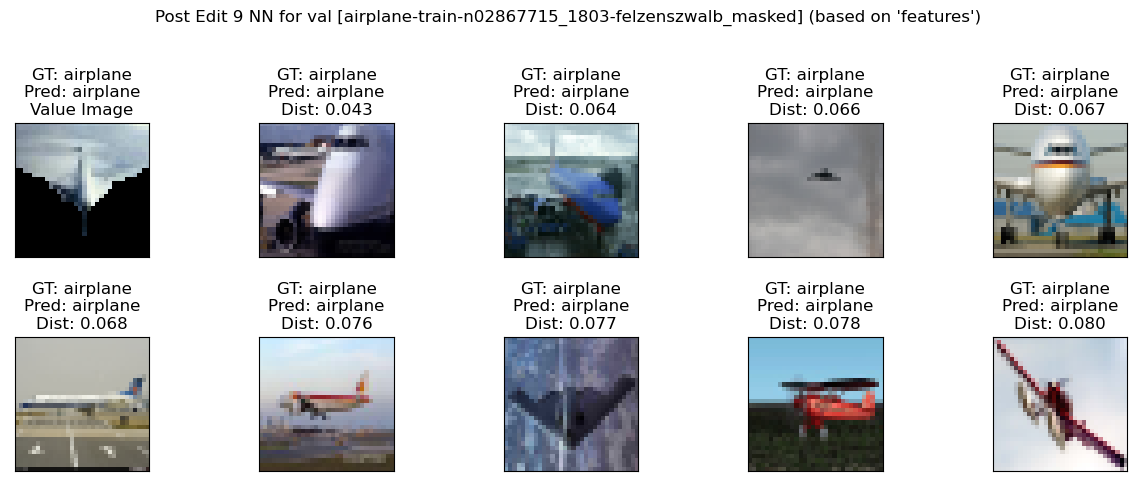 Post Edit 9 NN for val [airplane-train-n02867715_1803-felzenszwalb_masked] (based on 'features')
GT: airplane
Pred: airplane
Value Image
GT: airplane
Pred: airplane
Dist: 0.043
GT: airplane
Pred: airplane
Dist: 0.064
GT: airplane
Pred: airplane
Dist: 0.066
GT: airplane
Pred: airplane
Dist: 0.067
GT: airplane
Pred: airplane
Dist: 0.068
GT: airplane
Pred: airplane
Dist: 0.076
GT: airplane
Pred: airplane
Dist: 0.077
GT: airplane
Pred: airplane
Dist: 0.078
GT: airplane
Pred: airplane
Dist: 0.080